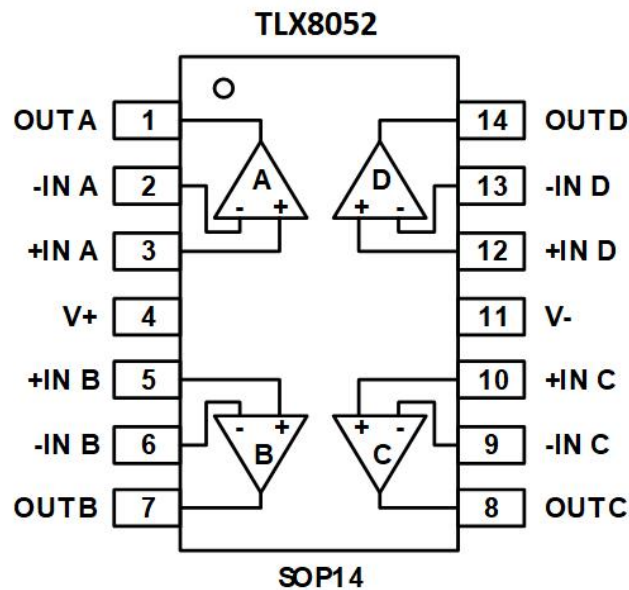 TLX8052
OUTA 1 14 OUTD
-IN A 2 A D 13 -IN D
- + + -
+IN A 3 12 +IN D
V+ 4 11 V-
+IN B 5 10 +IN C
- + + -
-IN B 6 B C 9 -IN C
OUTB 7 8 OUTC
SOP14